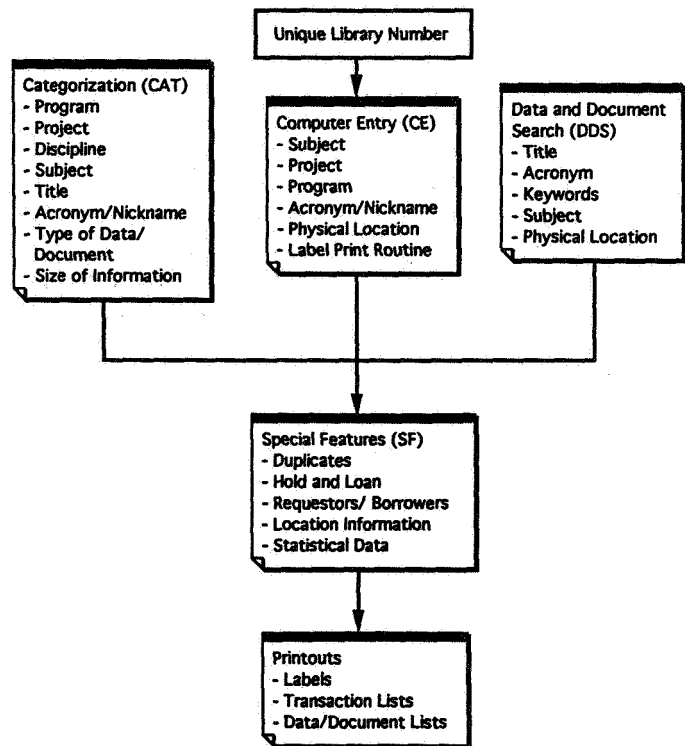 Unique Library Number
Categorization (CAT)
- Program
- Project
- Discipline
- Subject
- Title
- Acronym/Nickname
- Type of Data/
Document
- Size of Information
Computer Entry (CE)
- Subject
- Project
- Program
- Acronym/Nickname
- Physical Location
- Label Print Routine
Data and Document
Search (DDS)
- Title
- Acronym
- Keywords
- Subject
- Physical Location
Special Features (SF)
- Duplicates
- Hold and Loan
- Requestors/ Borrowers
- Location Information
- Statistical Data
Printouts
- Labels
- Transaction Lists
- Data/Document Lists